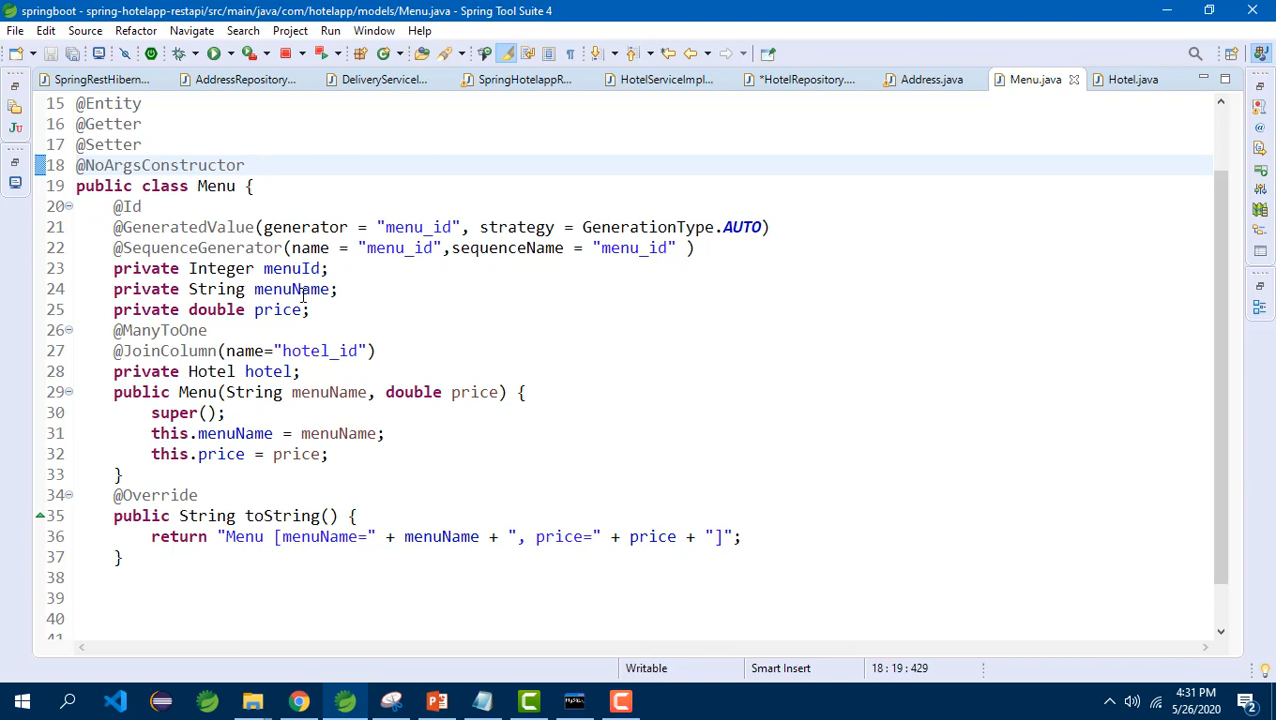 springboot - spring-hotelapp-restapi/src/main/java/com/hotelapp/models/Menu.java - Spring Tool Suite 4
File Edit Source Refactor Navigate Search Project Run Window Help
SpringRestHibern... AddressRepository... DeliveryServiceI... SpringHotelappR... HotelServiceImpl... *HotelRepository.... Address.java Menu.java Hotel.java
15 @Entity
16 @Getter
17 @Setter
18 @NoArgsConstructor
19 public class Menu {
20 @Id
21 @GeneratedValue(generator = "menu_id", strategy = GenerationType.AUTO)
22 @SequenceGenerator(name = "menu_id",sequenceName = "menu_id" )
23 private Integer menuId;
24 private String menuName;
25 private double price;
26 @ManyToOne
27 @JoinColumn(name="hotel_id")
28 private Hotel hotel;
29 public Menu(String menuName, double price) {
30 super();
31 this.menuName = menuName;
32 this.price = price;
33 }
34 @Override
35 public String toString() {
36 return "Menu [menuName=" + menuName + ", price=" + price + "]";
37 }
38
39
40
41
Writable Smart Insert 18 : 19 : 429
4:31 PM
5/26/2020
2